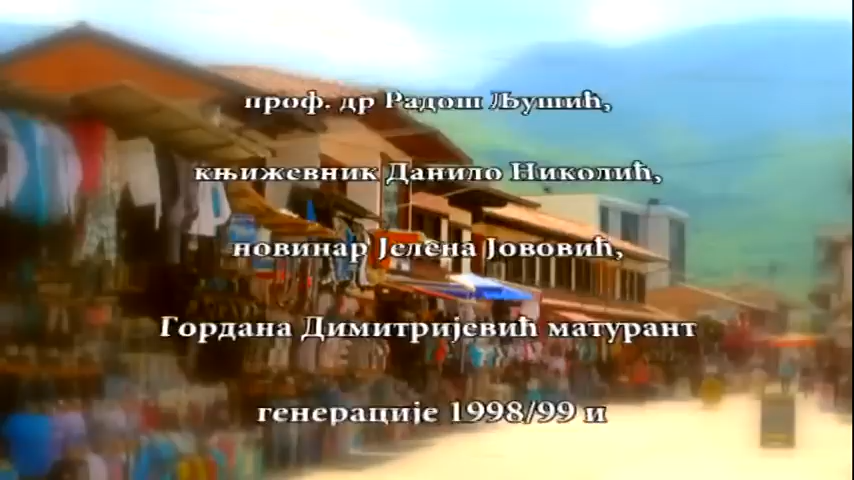 проф. др Радош Љушић,
књижевник Данило Николић,
новинар Јелена Јововић,
Гордана Димитријевић матурант
генерације 1998/99 и